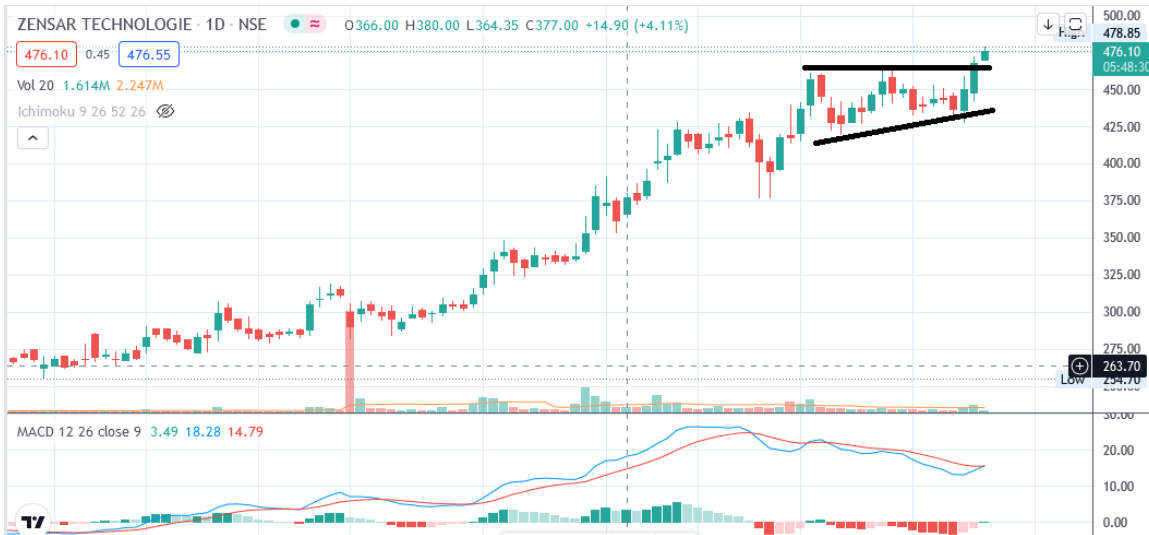 ZENSAR TECHNOLOGIE · 1D · NSE ≈ O366.00 H380.00 L364.35 C377.00 +14.90 (+4.11%)
476.10 0.45 476.55
Vol 20 1.614M 2.247M
Ichimoku 9 26 52 26
500.00
High 478.85
476.10
05:48:30
450.00
425.00
400.00
375.00
350.00
325.00
300.00
275.00
263.70
Low 254.70
MACD 12 26 close 9 3.49 18.28 14.79
30.00
20.00
10.00
0.00